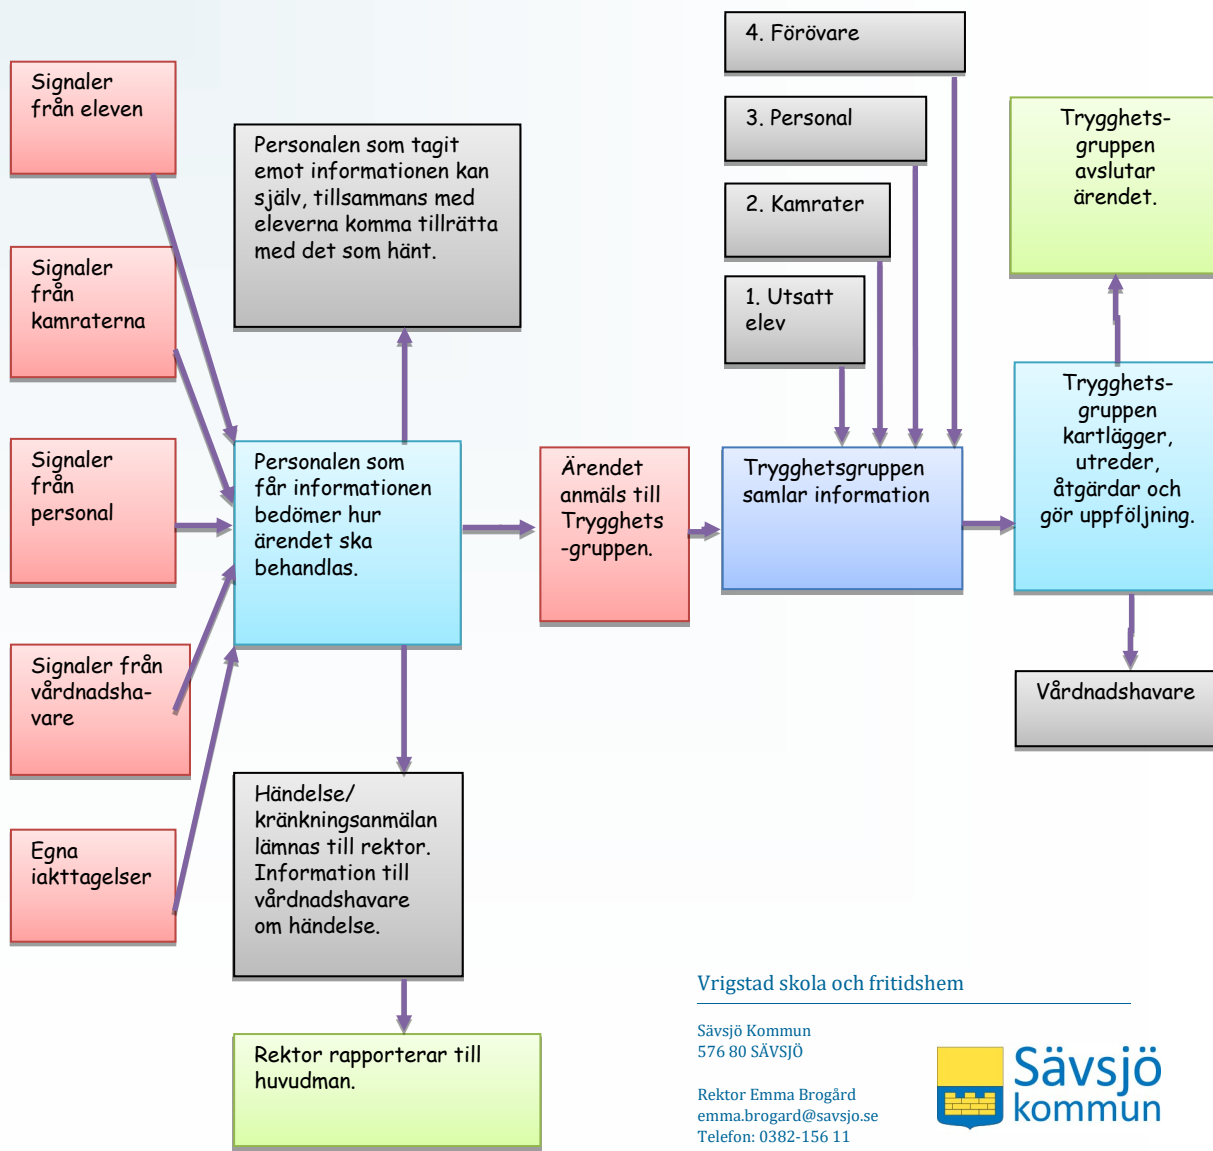 Signaler
från eleven
Signaler
från
kamraterna
Signaler
från
personal
Signaler från
vårdnadsha-
vare
Egna
iakttagelser
Personalen som tagit
emot informationen kan
själv, tillsammans med
eleverna komma tillrätta
med det som hänt.
Personalen som
får informationen
bedömer hur
ärendet ska
behandlas.
Händelse/
kränkningsanmälan
lämnas till rektor.
Information till
vårdnadshavare
om händelse.
Rektor rapporterar till
huvudman.
Ärendet
anmäls till
Trygghets
-gruppen.
4. Förövare
3. Personal
2. Kamrater
1. Utsatt
elev
Trygghetsgruppen
samlar information
Trygghets-
gruppen
avslutar
ärendet.
Trygghets-
gruppen
kartlägger,
utreder,
åtgärdar och
gör uppföljning.
Vårdnadshavare
Vrigstad skola och fritidshem
Sävsjö Kommun
576 80 SÄVSJÖ
Rektor Emma Brogård
emma.brogard@savsjo.se
Telefon: 0382-156 11
Sävsjö
kommun